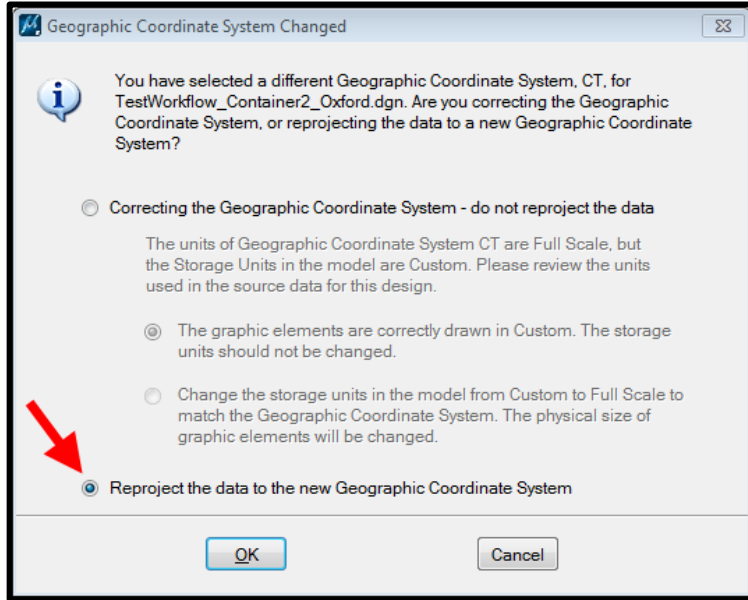 Geographic Coordinate System Changed
You have selected a different Geographic Coordinate System, CT, for
TestWorkflow_Container2_Oxford.dgn. Are you correcting the Geographic
Coordinate System, or reprojecting the data to a new Geographic Coordinate
System?
Correcting the Geographic Coordinate System - do not reproject the data
The units of Geographic Coordinate System CT are Full Scale, but
the Storage Units in the model are Custom. Please review the units
used in the source data for this design.
The graphic elements are correctly drawn in Custom. The storage
units should not be changed.
Change the storage units in the model from Custom to Full Scale to
match the Geographic Coordinate System. The physical size of
graphic elements will be changed.
Reproject the data to the new Geographic Coordinate System
OK
Cancel